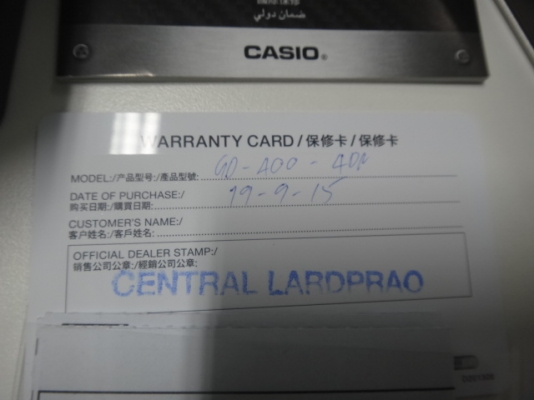 ضمان دولي
CASIO®
WARRANTY CARD/保修卡/保修卡
MODEL:/产品型号:/產品型號: GD-400-4DR
DATE OF PURCHASE:/ 19-9-15
购买日期:/購買日期:
CUSTOMER'S NAME:/
客户姓名:/客戶姓名:
OFFICIAL DEALER STAMP:/
销售公司公章:/經銷公司公章:
CENTRAL LARDPRAO